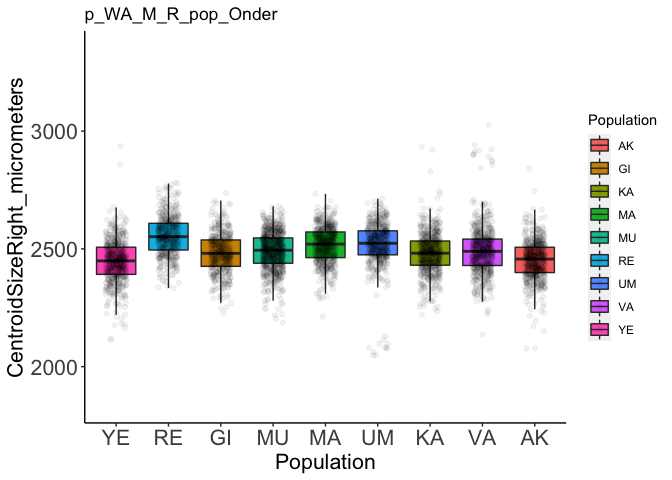 p_WA_M_R_pop_Onder
CentroidSizeRight_micrometers
3000
2500
2000
YE RE GI MU MA UM KA VA AK
Population
Population
AK
GI
KA
MA
MU
RE
UM
VA
YE